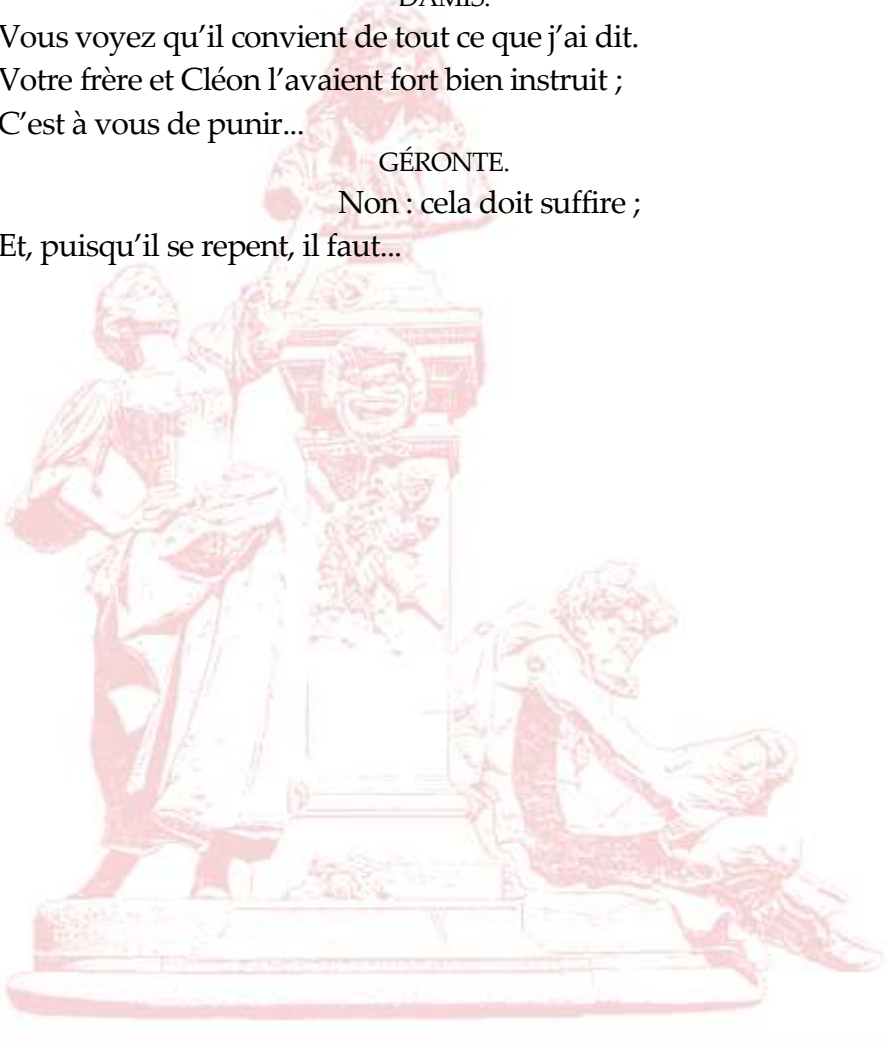 DAMIS.
Vous voyez qu’il convient de tout ce que j’ai dit.
Votre frère et Cléon l’avaient fort bien instruit ;
C’est à vous de punir...
GÉRONTE.
Non : cela doit suffire ;
Et, puisqu’il se repent, il faut...